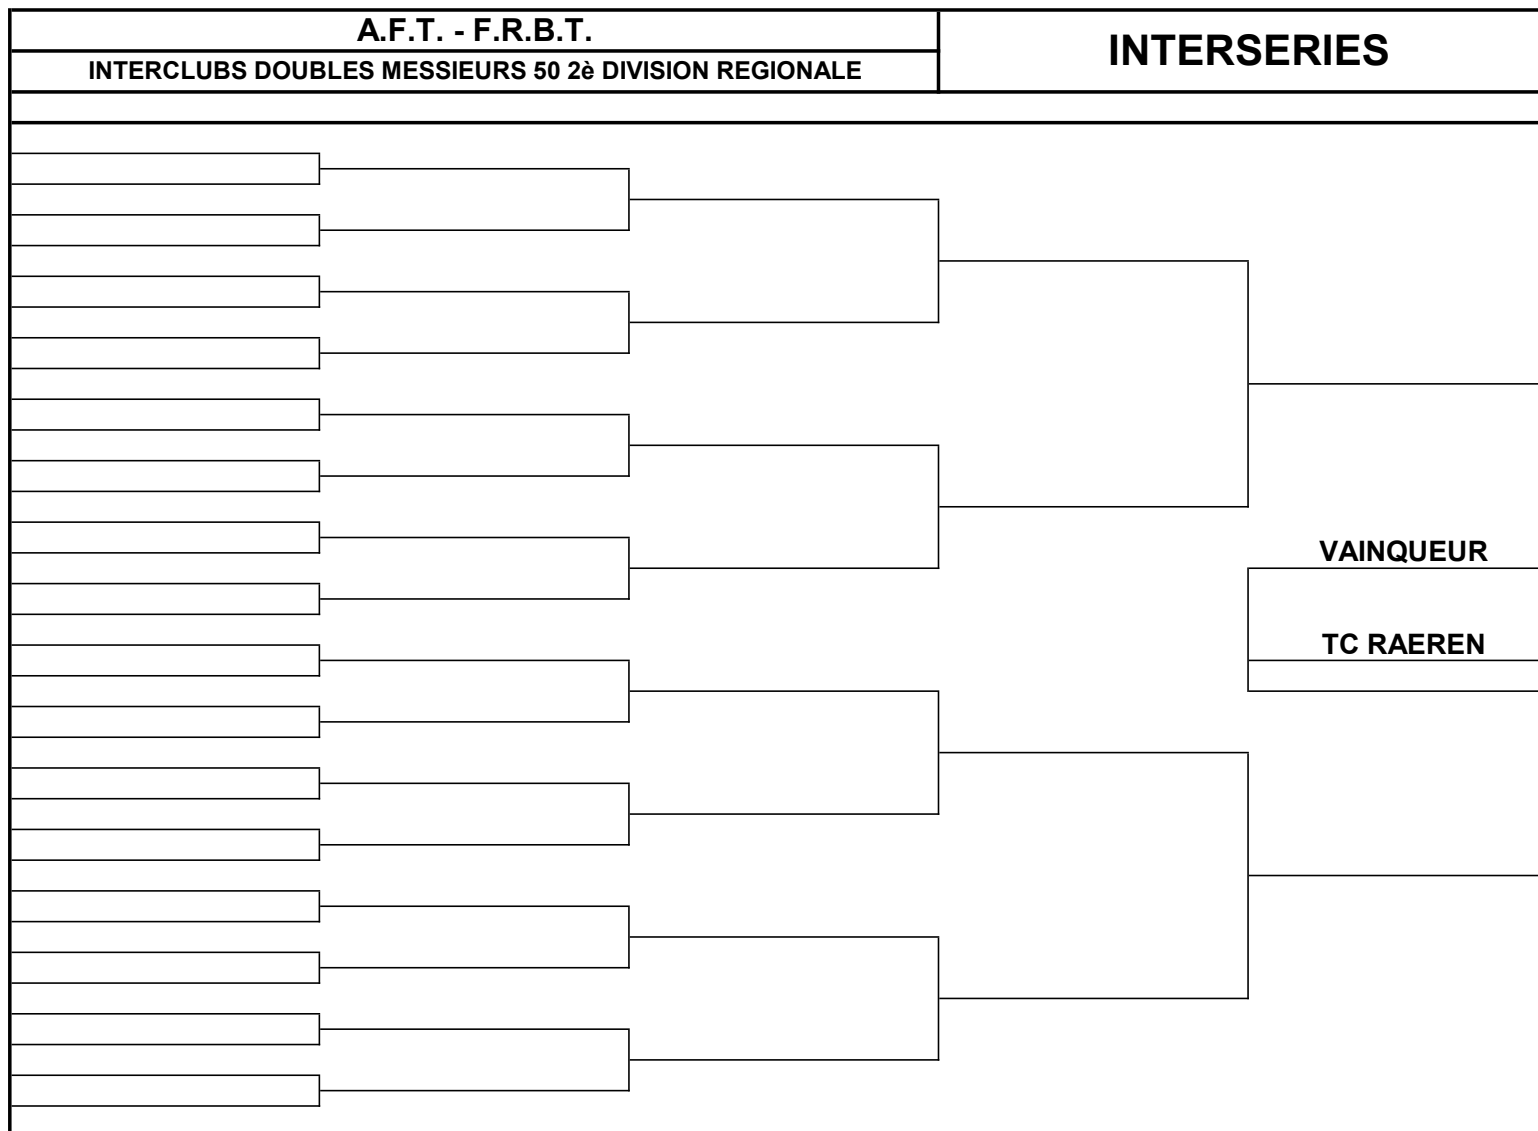 A.F.T. - F.R.B.T.
INTERCLUBS DOUBLES MESSIEURS 50 2è DIVISION REGIONALE
INTERSERIES
VAINQUEUR
TC RAEREN